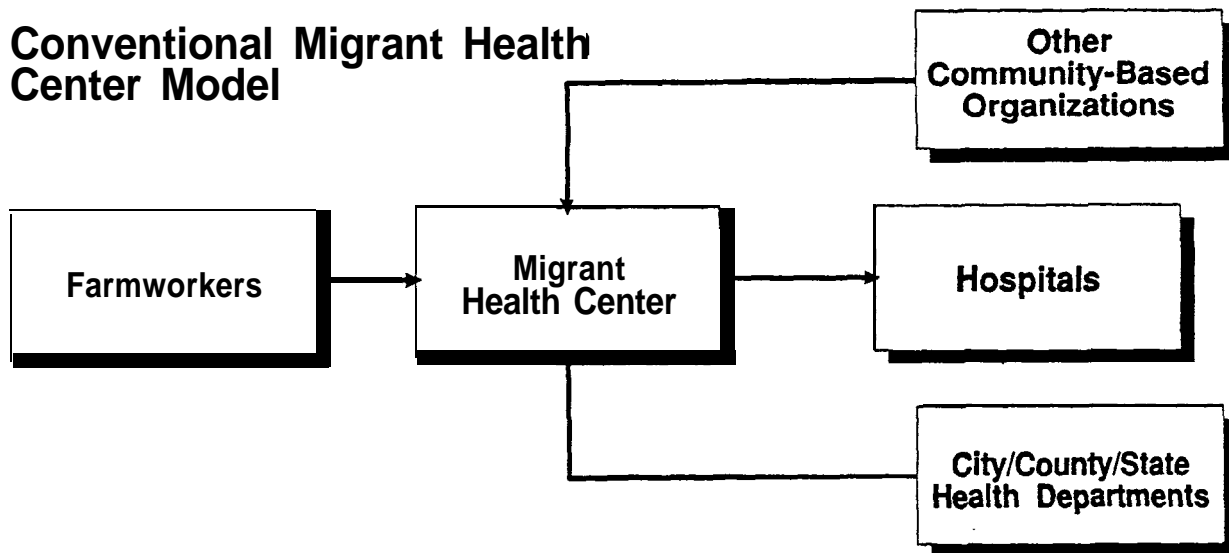 Conventional Migrant Health
Center Model
Other
Community-Based
Organizations
Farmworkers
Migrant
Health Center
Hospitals
City/County/State
Health Departments